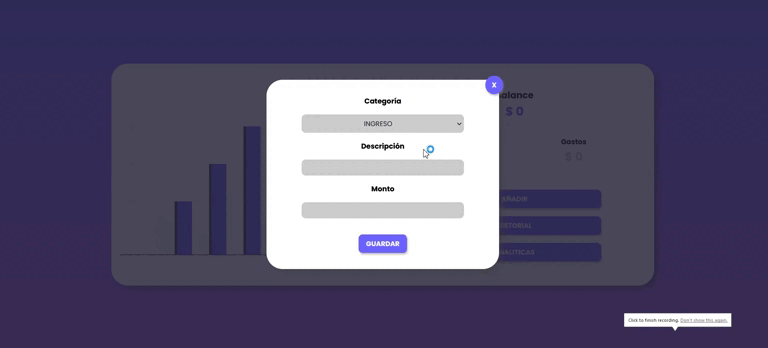 X
Categoría
INGRESO
Descripción
Monto
GUARDAR
alance
$ 0
Gastos
$ 0
AÑADIR
ISTORIAL
ALITICAS
Click to finish recording. Don't show this again.